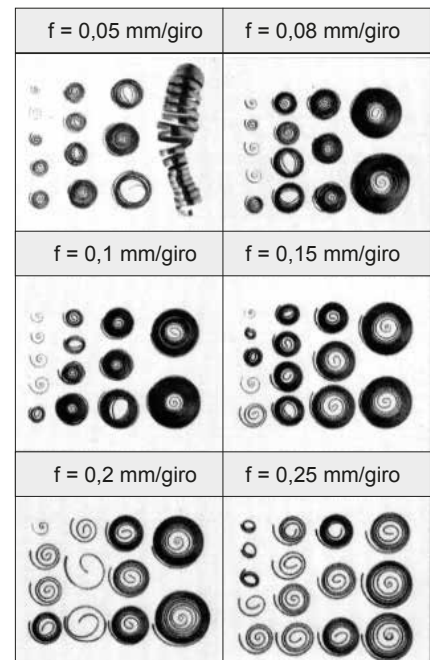 f = 0,05 mm/giro
f = 0,08 mm/giro
f = 0,1 mm/giro
f = 0,15 mm/giro
f = 0,2 mm/giro
f = 0,25 mm/giro